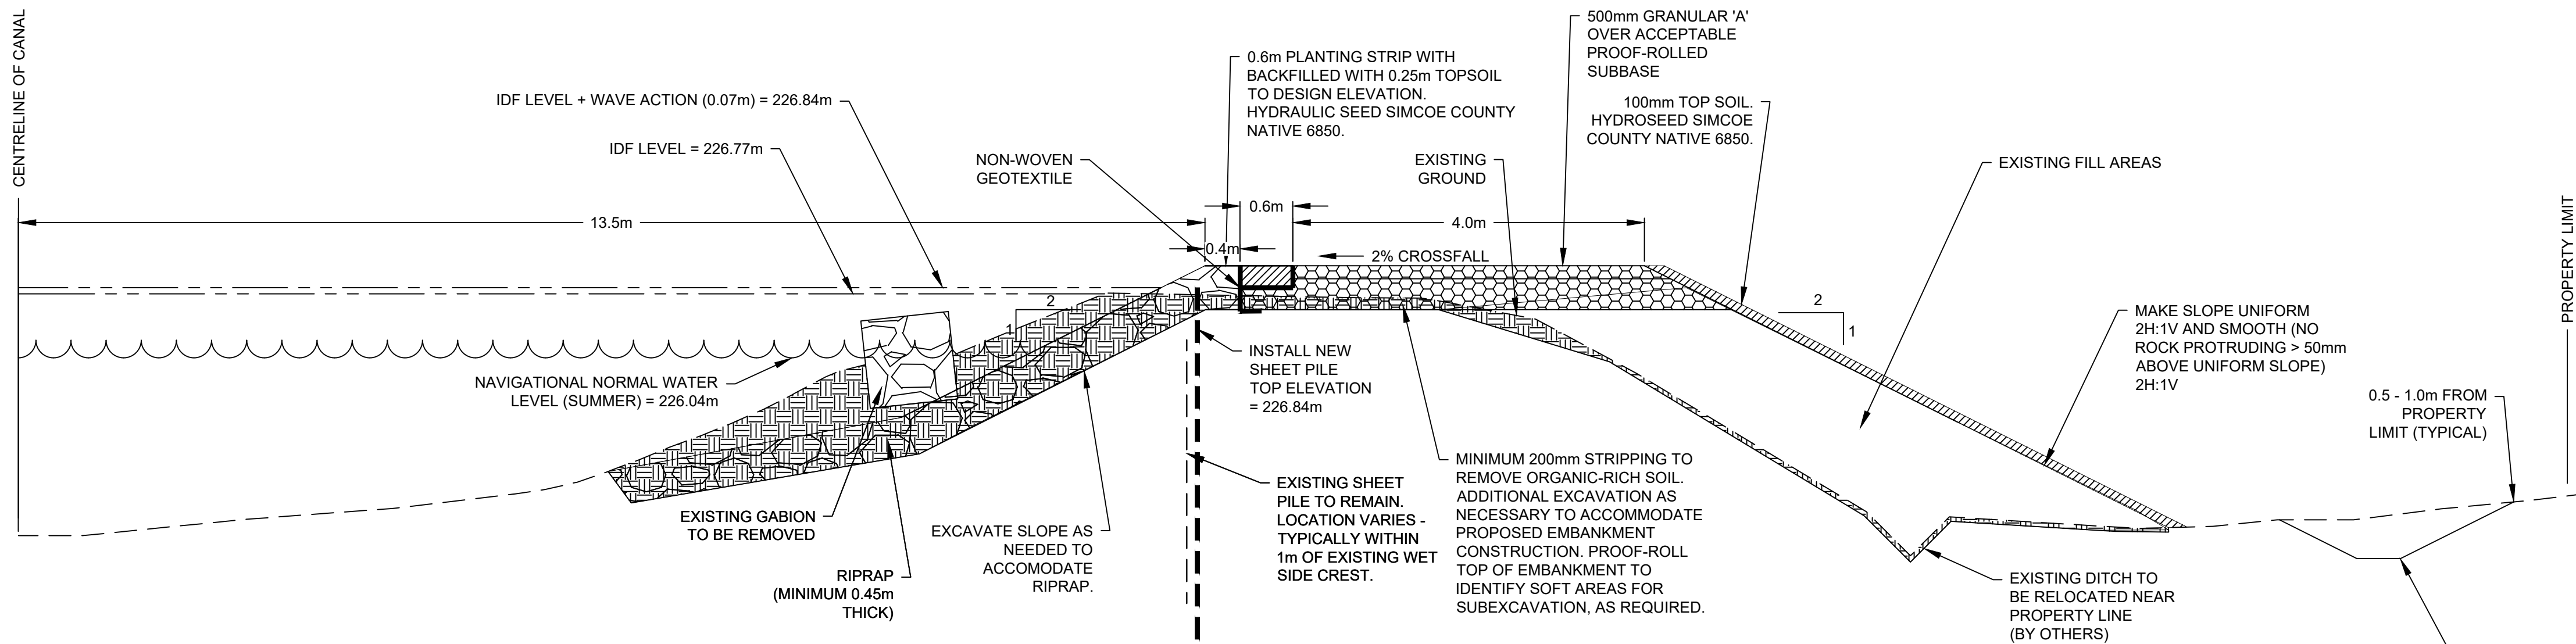 CENTRELINE OF CANAL
IDF LEVEL + WAVE ACTION (0.07m) = 226.84m
IDF LEVEL = 226.77m
NON-WOVEN
GEOTEXTILE
0.6m PLANTING STRIP WITH
BACKFILLED WITH 0.25m TOPSOIL
TO DESIGN ELEVATION.
HYDRAULIC SEED SIMCOE COUNTY
NATIVE 6850.
500mm GRANULAR 'A'
OVER ACCEPTABLE
PROOF-ROLLED
SUBBASE
100mm TOP SOIL.
HYDROSEED SIMCOE
COUNTY NATIVE 6850.
EXISTING
GROUND
EXISTING FILL AREAS
PROPERTY LIMIT
13.5m
0.6m
4.0m
0.4m
2% CROSSFALL
2
1
2
1
NAVIGATIONAL NORMAL WATER
LEVEL (SUMMER) = 226.04m
INSTALL NEW
SHEET PILE
TOP ELEVATION
= 226.84m
MAKE SLOPE UNIFORM
2H:1V AND SMOOTH (NO
ROCK PROTRUDING > 50mm
ABOVE UNIFORM SLOPE)
2H:1V
0.5 - 1.0m FROM
PROPERTY
LIMIT (TYPICAL)
EXISTING GABION
TO BE REMOVED
RIPRAP
(MINIMUM 0.45m
THICK)
EXCAVATE SLOPE AS
NEEDED TO
ACCOMODATE
RIPRAP.
EXISTING SHEET
PILE TO REMAIN.
LOCATION VARIES -
TYPICALLY WITHIN
1m OF EXISTING WET
SIDE CREST.
MINIMUM 200mm STRIPPING TO
REMOVE ORGANIC-RICH SOIL.
ADDITIONAL EXCAVATION AS
NECESSARY TO ACCOMMODATE
PROPOSED EMBANKMENT
CONSTRUCTION. PROOF-ROLL
TOP OF EMBANKMENT TO
IDENTIFY SOFT AREAS FOR
SUBEXCAVATION, AS REQUIRED.
EXISTING DITCH TO
BE RELOCATED NEAR
PROPERTY LINE
(BY OTHERS)